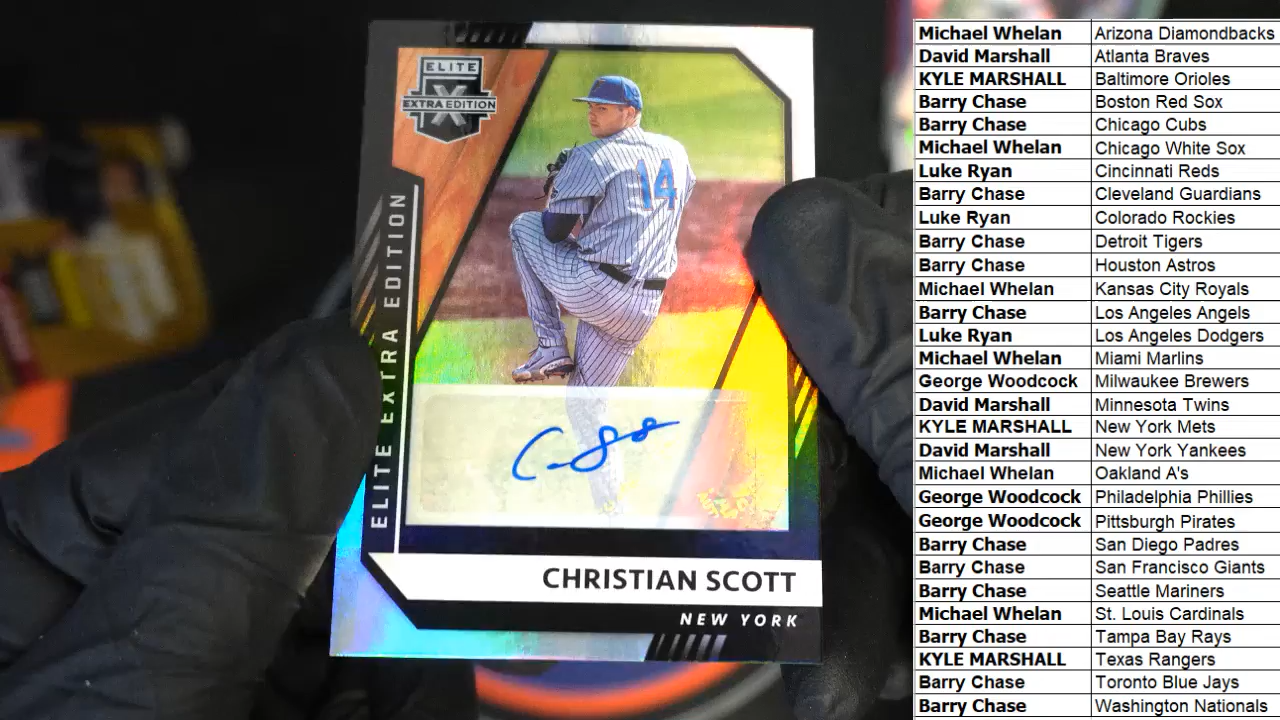 ELITE
X
EXTRA EDITION
14
ELITE EXTRA EDITION
CHRISTIAN SCOTT
NEW YORK
Michael Whelan Arizona Diamondbacks
David Marshall Atlanta Braves
KYLE MARSHALL Baltimore Orioles
Barry Chase Boston Red Sox
Barry Chase Chicago Cubs
Michael Whelan Chicago White Sox
Luke Ryan Cincinnati Reds
Barry Chase Cleveland Guardians
Luke Ryan Colorado Rockies
Barry Chase Detroit Tigers
Barry Chase Houston Astros
Michael Whelan Kansas City Royals
Barry Chase Los Angeles Angels
Luke Ryan Los Angeles Dodgers
Michael Whelan Miami Marlins
George Woodcock Milwaukee Brewers
David Marshall Minnesota Twins
KYLE MARSHALL New York Mets
David Marshall New York Yankees
Michael Whelan Oakland A's
George Woodcock Philadelphia Phillies
George Woodcock Pittsburgh Pirates
Barry Chase San Diego Padres
Barry Chase San Francisco Giants
Barry Chase Seattle Mariners
Michael Whelan St. Louis Cardinals
Barry Chase Tampa Bay Rays
KYLE MARSHALL Texas Rangers
Barry Chase Toronto Blue Jays
Barry Chase Washington Nationals